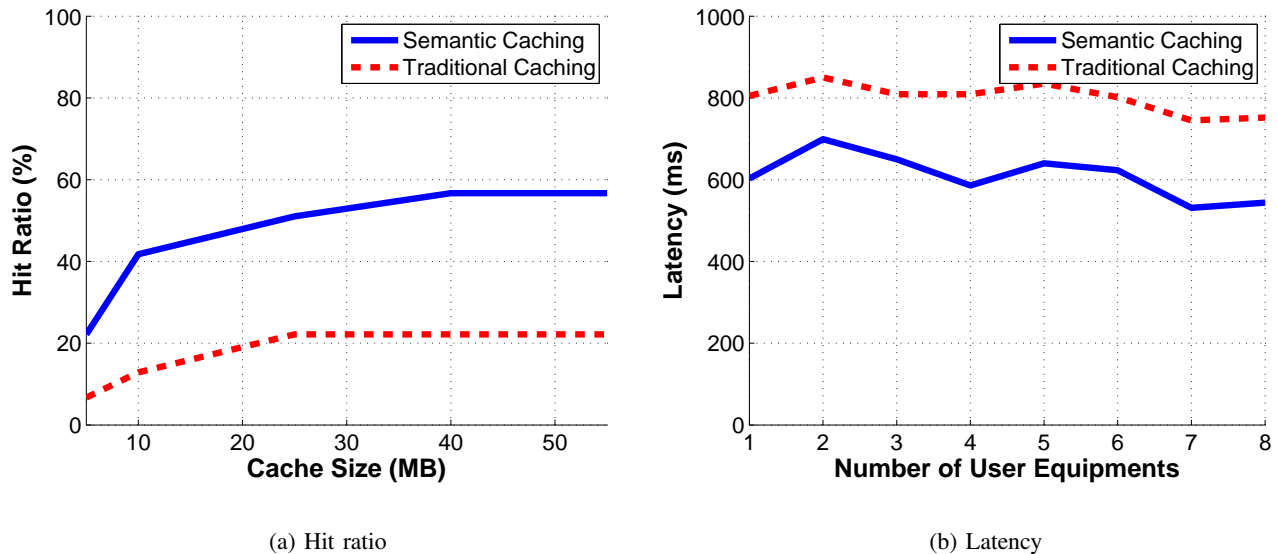 100
80
60
40
20
0
Hit Ratio (%)
Semantic Caching
Traditional Caching
10 20 30 40 50
Cache Size (MB)
(a) Hit ratio
1000
800
600
400
200
0
Latency (ms)
Semantic Caching
Traditional Caching
1 2 3 4 5 6 7 8
Number of User Equipments
(b) Latency